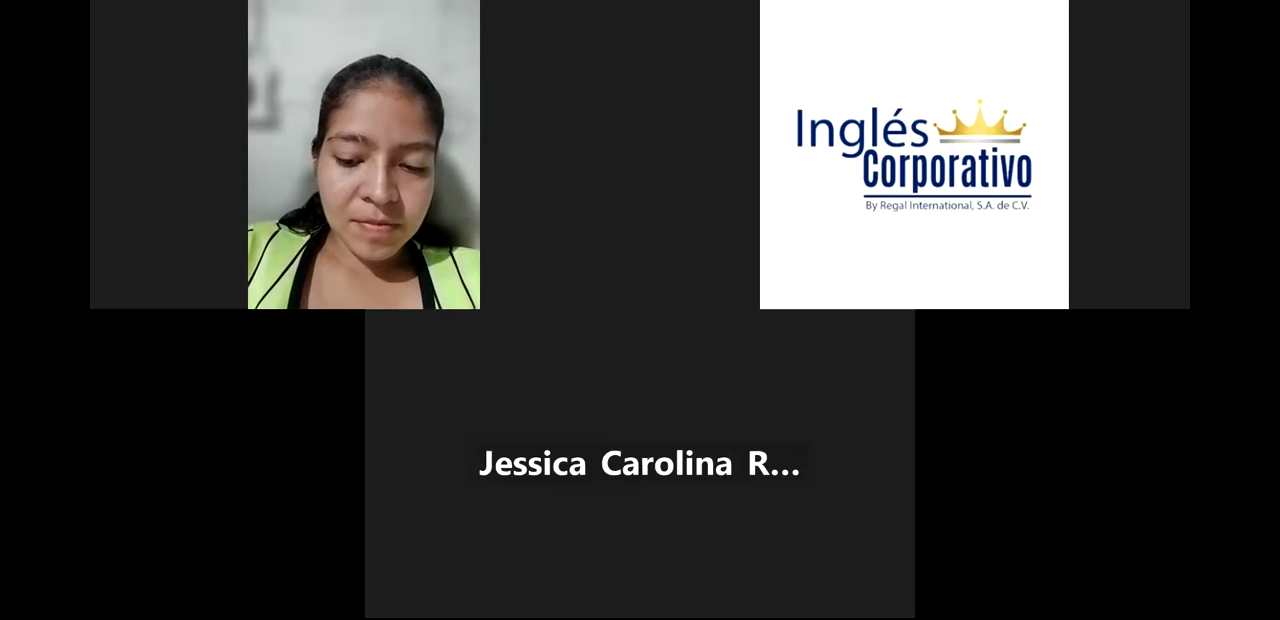 Inglés
Corporativo
By Regal International, S.A. de C.V.
Jessica Carolina R...